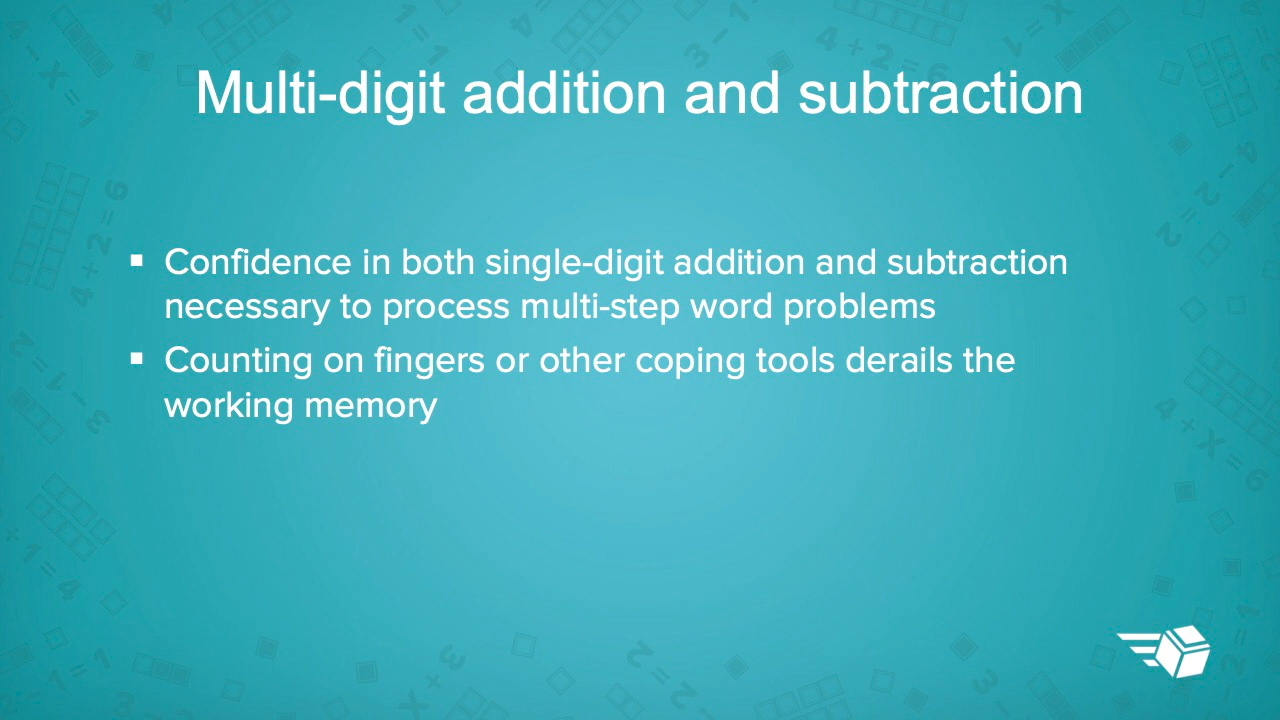 Multi-digit addition and subtraction
▪ Confidence in both single-digit addition and subtraction
necessary to process multi-step word problems
▪ Counting on fingers or other coping tools derails the
working memory